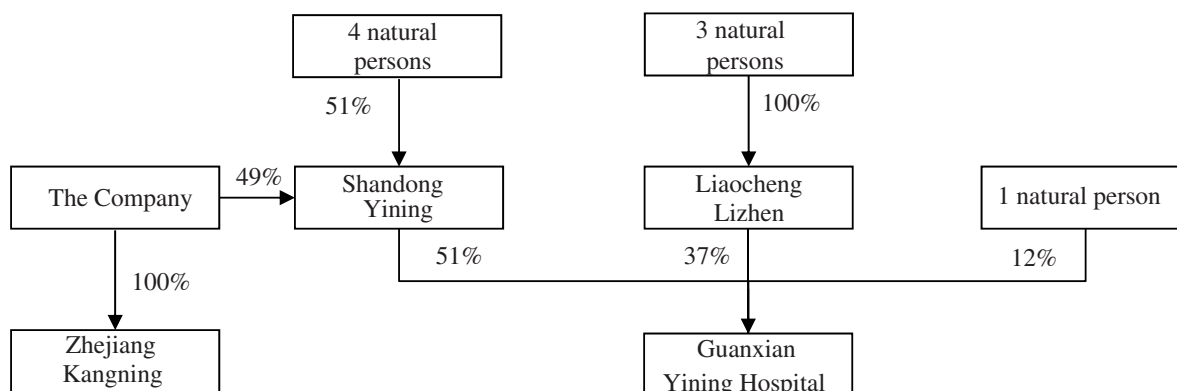 4 natural
persons
3 natural
persons
51%
100%
The Company
49%
Shandong
Yining
Liaocheng
Lizhen
1 natural person
100%
51%
37%
12%
Zhejiang
Kangning
Guanxian
Yining Hospital